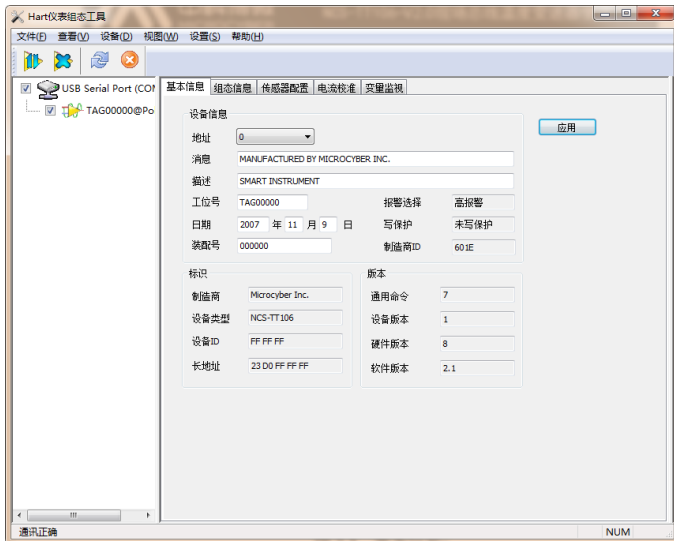 Hart仪表组态工具
文件(F) 查看(V) 设备(D) 视图(W) 设置(S) 帮助(H)
USB Serial Port (COM
TAG00000@Po
基本信息 组态信息 传感器配置 电流校准 变量监视
设备信息
应用
地址 0
消息 MANUFACTURED BY MICROCYBER INC.
描述 SMART INSTRUMENT
工位号 TAG00000 报警选择 高报警
日期 2007 年 11 月 9 日 写保护 未写保护
装配号 000000 制造商ID 601E
标识 版本
制造商 Microcyber Inc. 通用命令 7
设备类型 NCS-TT106 设备版本 1
设备ID FF FF FF 硬件版本 8
长地址 23 D0 FF FF FF 软件版本 2.1
通讯正确 NUM